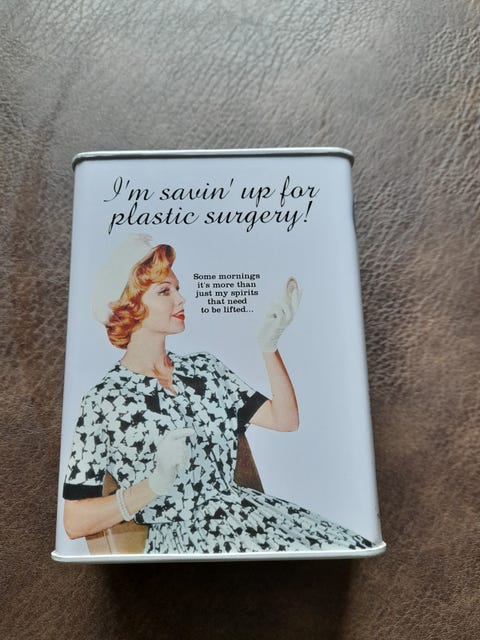 I'm savin' up for
plastic surgery!
Some mornings
it's more than
just my spirits
that need
to be lifted...